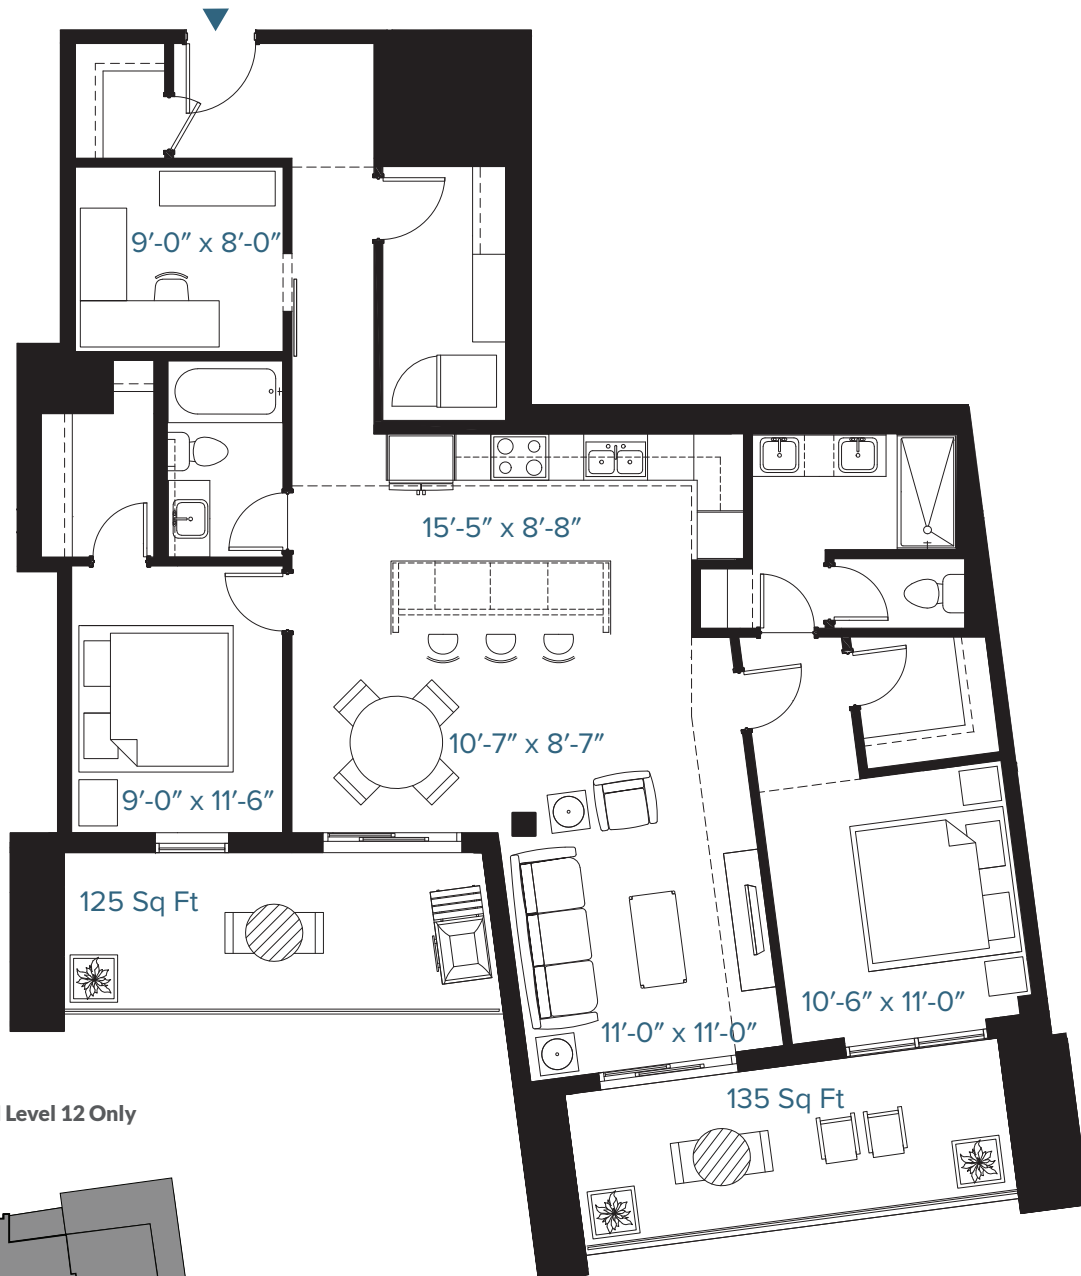 9′-0″ x 8′-0″
15′-5″ x 8′-8″
10′-7″ x 8′-7″
9′-0″ x 11′-6″
125 Sq Ft
10′-6″ x 11′-0″
11′-0″ x 11′-0″
135 Sq Ft
Level 12 Only